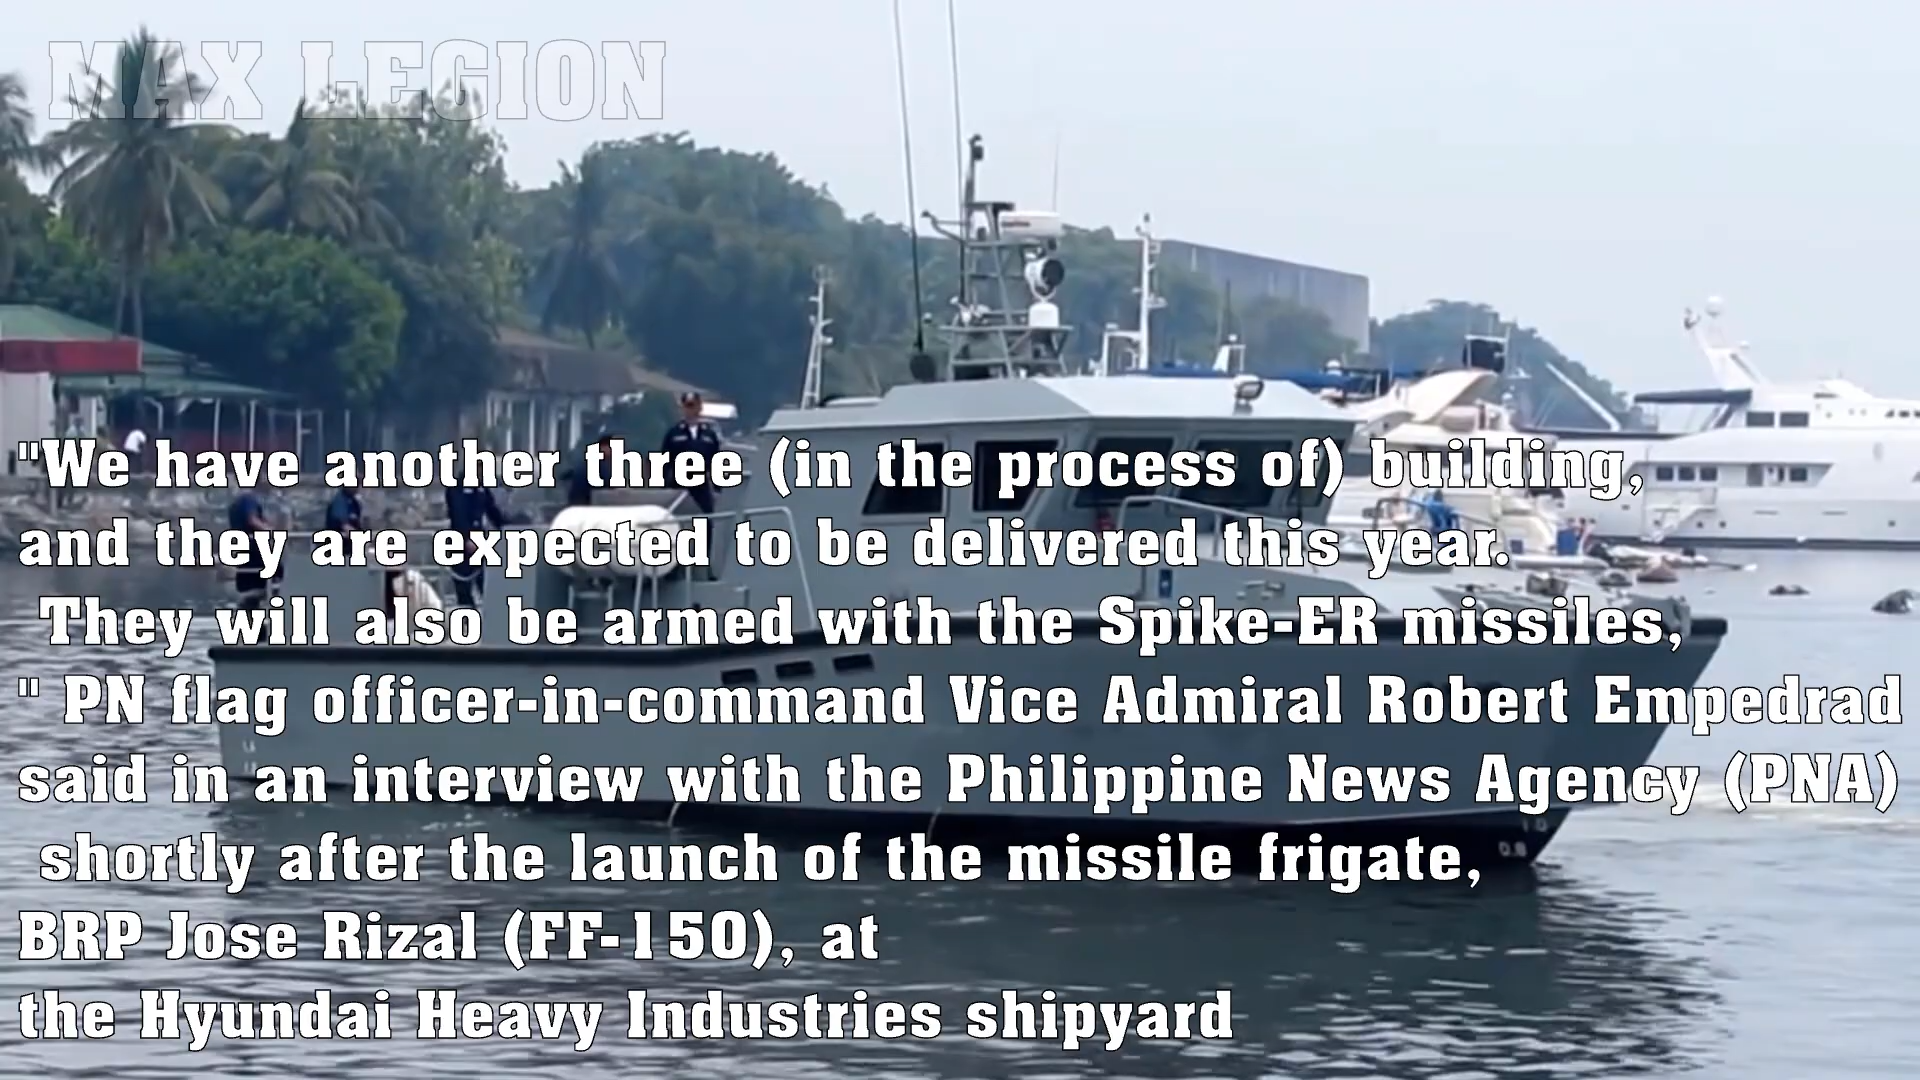 MAX LEGION
"We have another three (in the process of) building,
and they are expected to be delivered this year.
They will also be armed with the Spike-ER missiles,
" PN flag officer-in-command Vice Admiral Robert Empedrad
said in an interview with the Philippine News Agency (PNA)
shortly after the launch of the missile frigate,
BRP Jose Rizal (FF-150), at
the Hyundai Heavy Industries shipyard